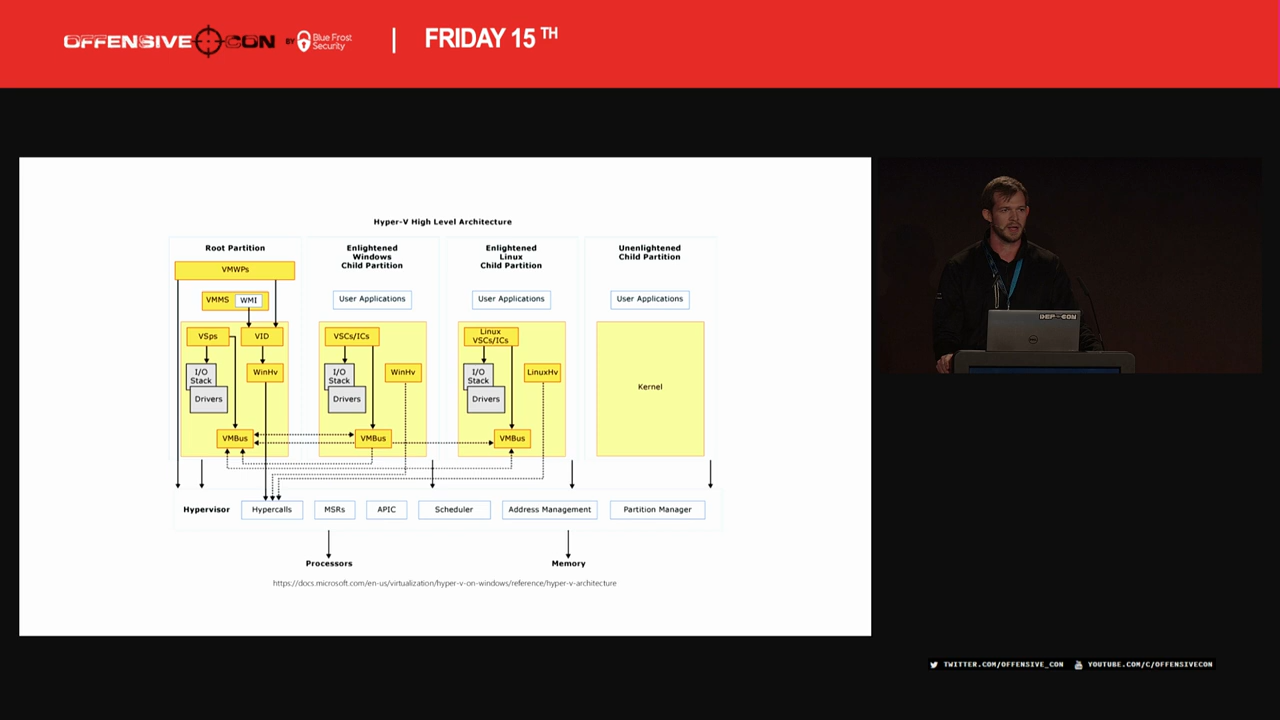 OFFENSIVE CON BY Blue Frost Security | FRIDAY 15 TH
Hyper-V High Level Architecture
Root Partition
VMWPs
VMMS WMI
VSps VID
I/O Stack
WinHv
Drivers
VMBus
Enlightened
Windows
Child Partition
User Applications
VSCs/ICs
I/O Stack
WinHv
Drivers
VMBus
Enlightened
Linux
Child Partition
User Applications
Linux
VSCs/ICs
I/O Stack
LinuxHv
Drivers
VMBus
Unenlightened
Child Partition
User Applications
Kernel
Hypervisor Hypercalls MSRs APIC Scheduler Address Management Partition Manager
Processors Memory
https://docs.microsoft.com/en-us/virtualization/hyper-v-on-windows/reference/hyper-v-architecture
DELL
TWITTER.COM/OFFENSIVE_CON YOUTUBE.COM/C/OFFENSIVECON